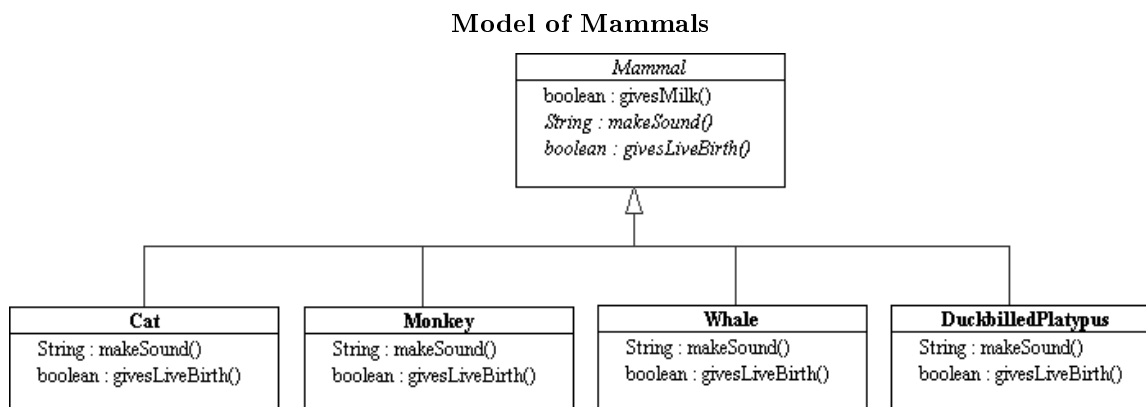 Model of Mammals
Mammal
boolean : givesMilk()
String : makeSound()
boolean : givesLiveBirth()
Cat
String : makeSound()
boolean : givesLiveBirth()
Monkey
String : makeSound()
boolean : givesLiveBirth()
Whale
String : makeSound()
boolean : givesLiveBirth()
DuckbilledPlatypus
String : makeSound()
boolean : givesLiveBirth()